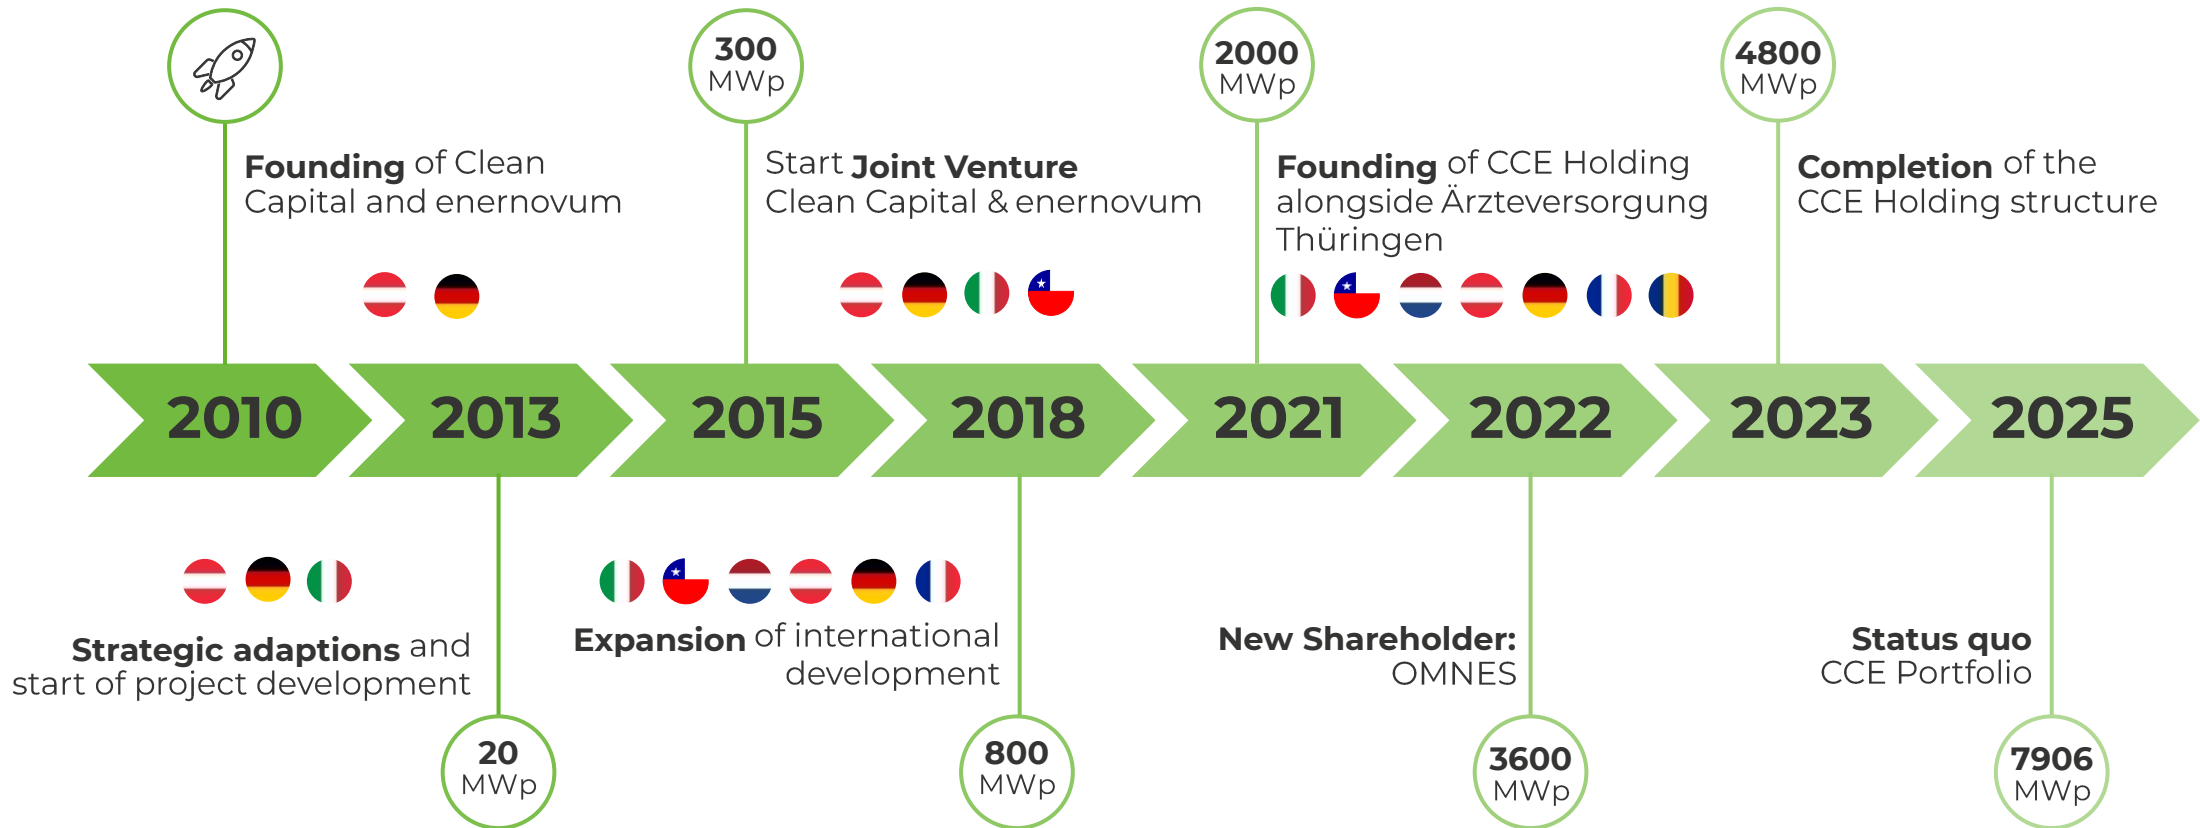 300
MWp
2000
MWp
4800
MWp
Founding of Clean
Capital and enernovum
Start Joint Venture
Clean Capital & enernovum
Founding of CCE Holding
alongside Ärzteversorgung
Thüringen
Completion of the
CCE Holding structure
2010
2013
2015
2018
2021
2022
2023
2025
Strategic adaptions and
start of project development
Expansion of international
development
New Shareholder:
OMNES
Status quo
CCE Portfolio
20
MWp
800
MWp
3600
MWp
7906
MWp